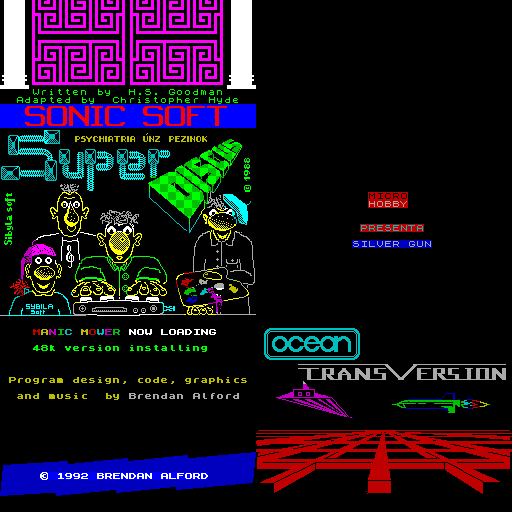 Written by H.S. Goodman
Adapted by Christopher Hyde
SONIC SOFT
PSYCHIATRIA ÚNZ PEZINOK
Super
DISCUS
© 1988
Sibyla soft
SYBILA
Soft
MANIC MOWER NOW LOADING
48k version installing
Program design, code, graphics
and music by Brendan Alford
© 1992 BRENDAN ALFORD
MICRO
HOBBY
PRESENTA
SILVER GUN
ocean
TRANSVERSION